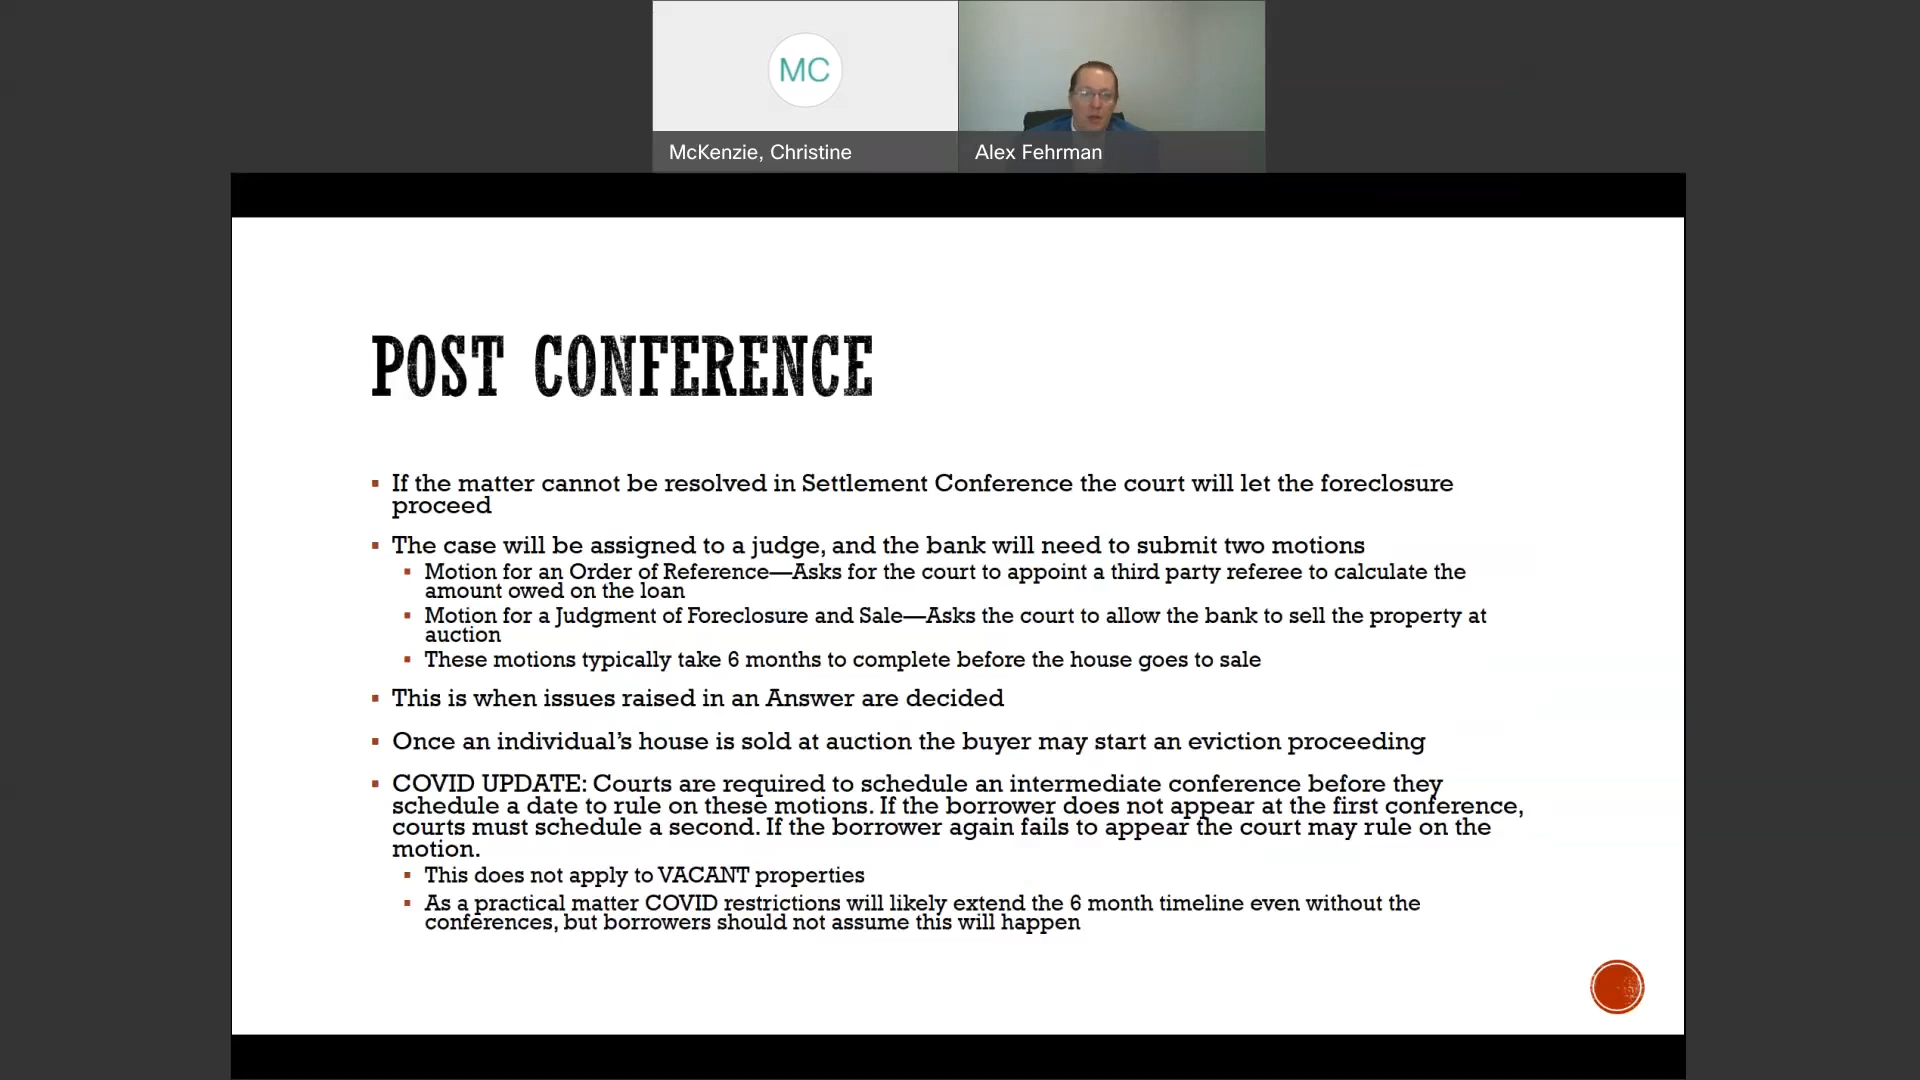 MC
McKenzie, Christine
Alex Fehrman
POST CONFERENCE
▪ If the matter cannot be resolved in Settlement Conference the court will let the foreclosure
proceed
▪ The case will be assigned to a judge, and the bank will need to submit two motions
▪ Motion for an Order of Reference—Asks for the court to appoint a third party referee to calculate the
amount owed on the loan
▪ Motion for a Judgment of Foreclosure and Sale—Asks the court to allow the bank to sell the property at
auction
▪ These motions typically take 6 months to complete before the house goes to sale
▪ This is when issues raised in an Answer are decided
▪ Once an individual’s house is sold at auction the buyer may start an eviction proceeding
▪ COVID UPDATE: Courts are required to schedule an intermediate conference before they
schedule a date to rule on these motions. If the borrower does not appear at the first conference,
courts must schedule a second. If the borrower again fails to appear the court may rule on the
motion.
▪ This does not apply to VACANT properties
▪ As a practical matter COVID restrictions will likely extend the 6 month timeline even without the
conferences, but borrowers should not assume this will happen